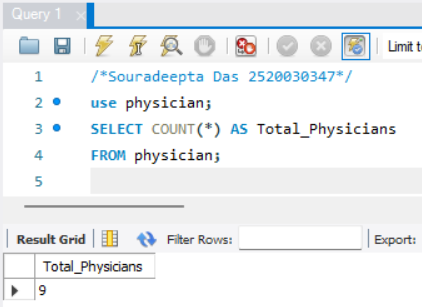 Query 1
Limit t
1 /*Souradeepta Das 2520030347*/
2 use physician;
3 SELECT COUNT(*) AS Total_Physicians
4 FROM physician;
5
Result Grid Filter Rows: Export:
Total_Physicians
9